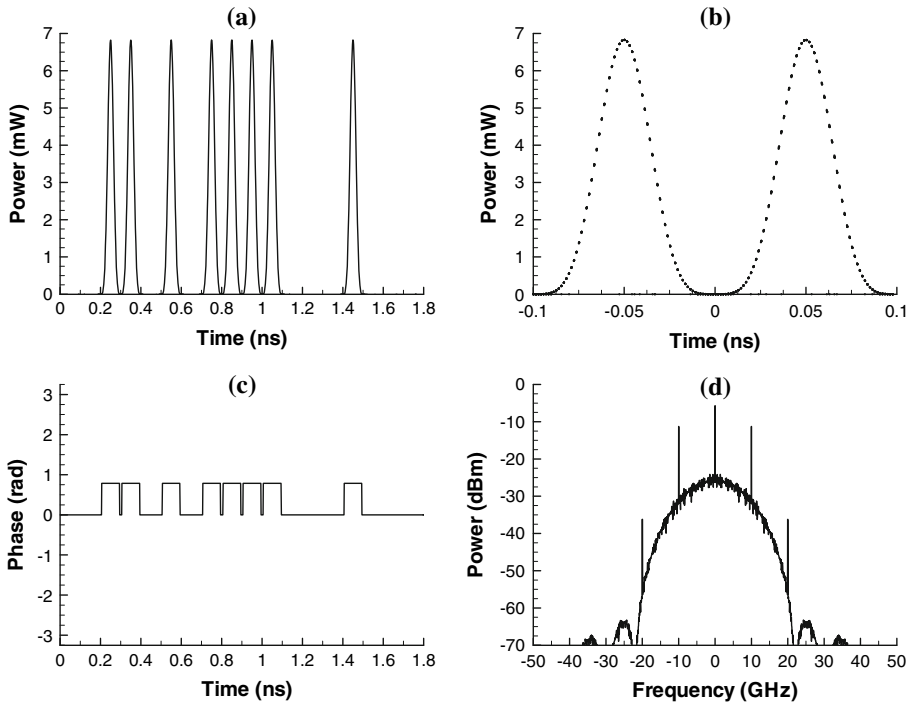 (a)
Power (mW)
7
6
5
4
3
2
1
0
0 0.2 0.4 0.6 0.8 1 1.2 1.4 1.6 1.8
Time (ns)
(b)
Power (mW)
7
6
5
4
3
2
1
0
-0.1 -0.05 0 0.05 0.1
Time (ns)
(c)
Phase (rad)
3
2
1
0
-1
-2
-3
0 0.2 0.4 0.6 0.8 1 1.2 1.4 1.6 1.8
Time (ns)
(d)
Power (dBm)
0
-10
-20
-30
-40
-50
-60
-70
-50 -40 -30 -20 -10 0 10 20 30 40 50
Frequency (GHz)